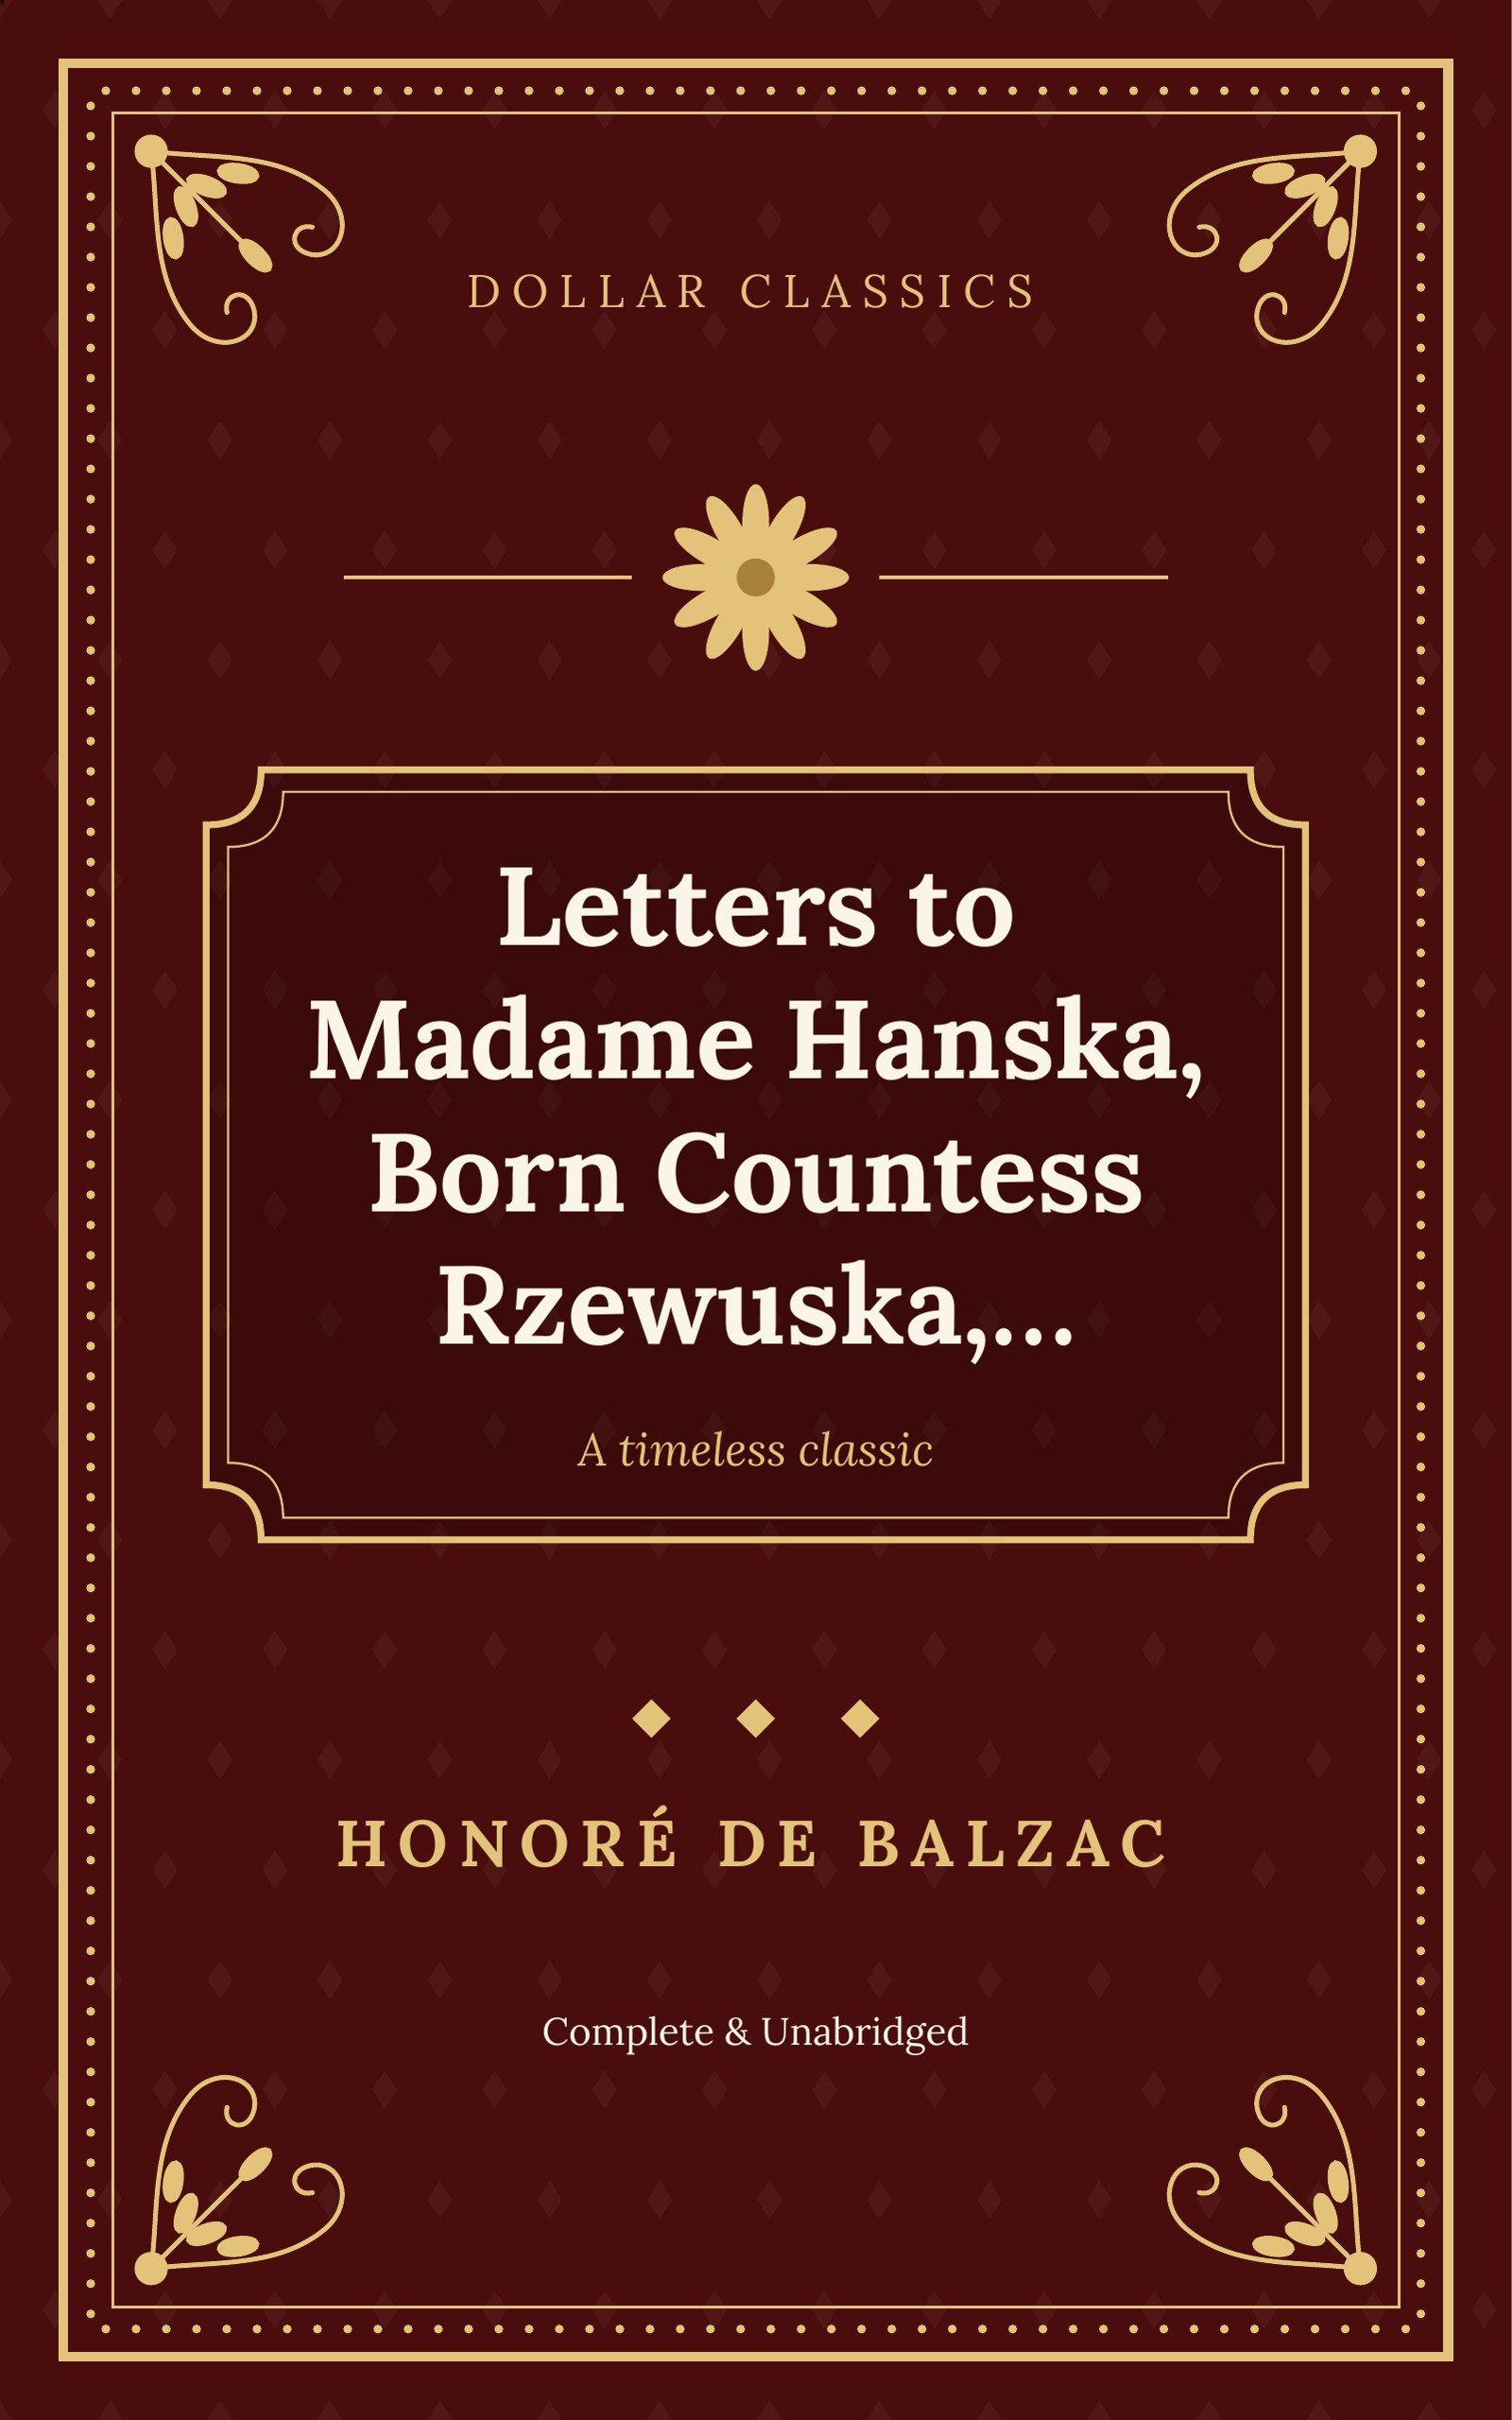 DOLLAR CLASSICS
Letters to
Madame Hanska,
Born Countess
Rzewuska,...
A timeless classic
HONORÉ DE BALZAC
Complete & Unabridged